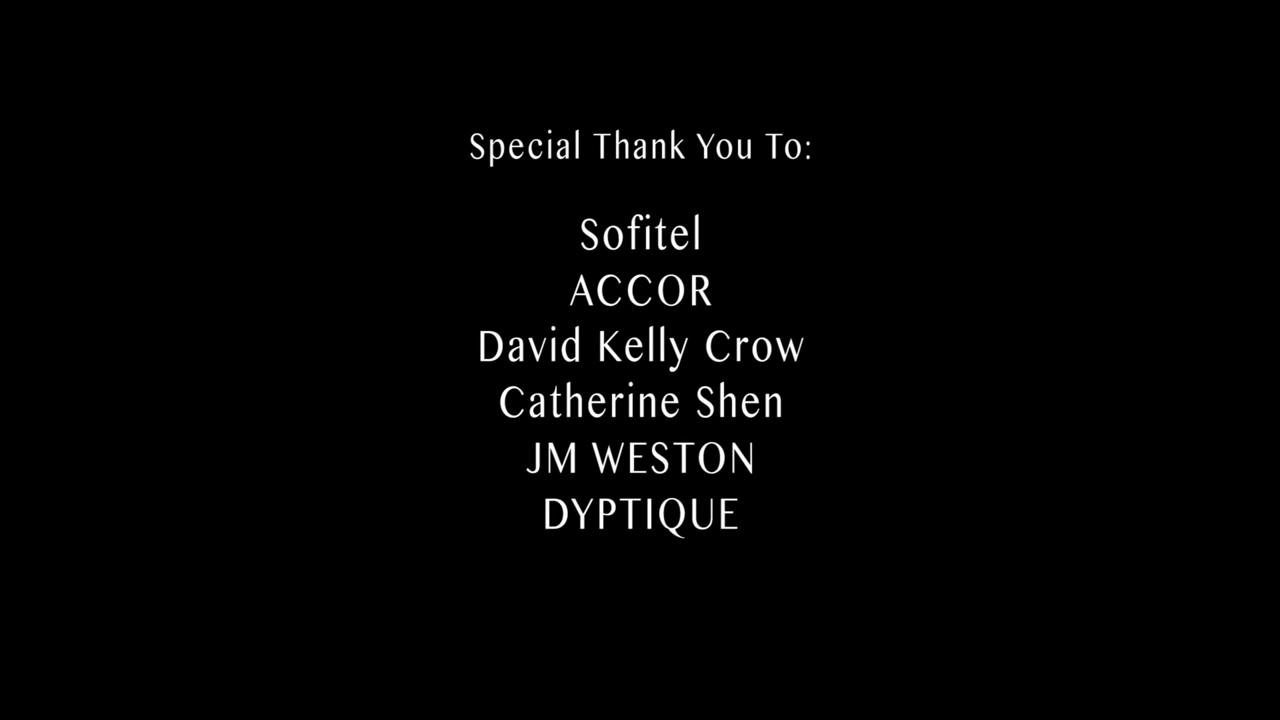 Special Thank You To:
Sofitel
ACCOR
David Kelly Crow
Catherine Shen
JM WESTON
DYPTIQUE